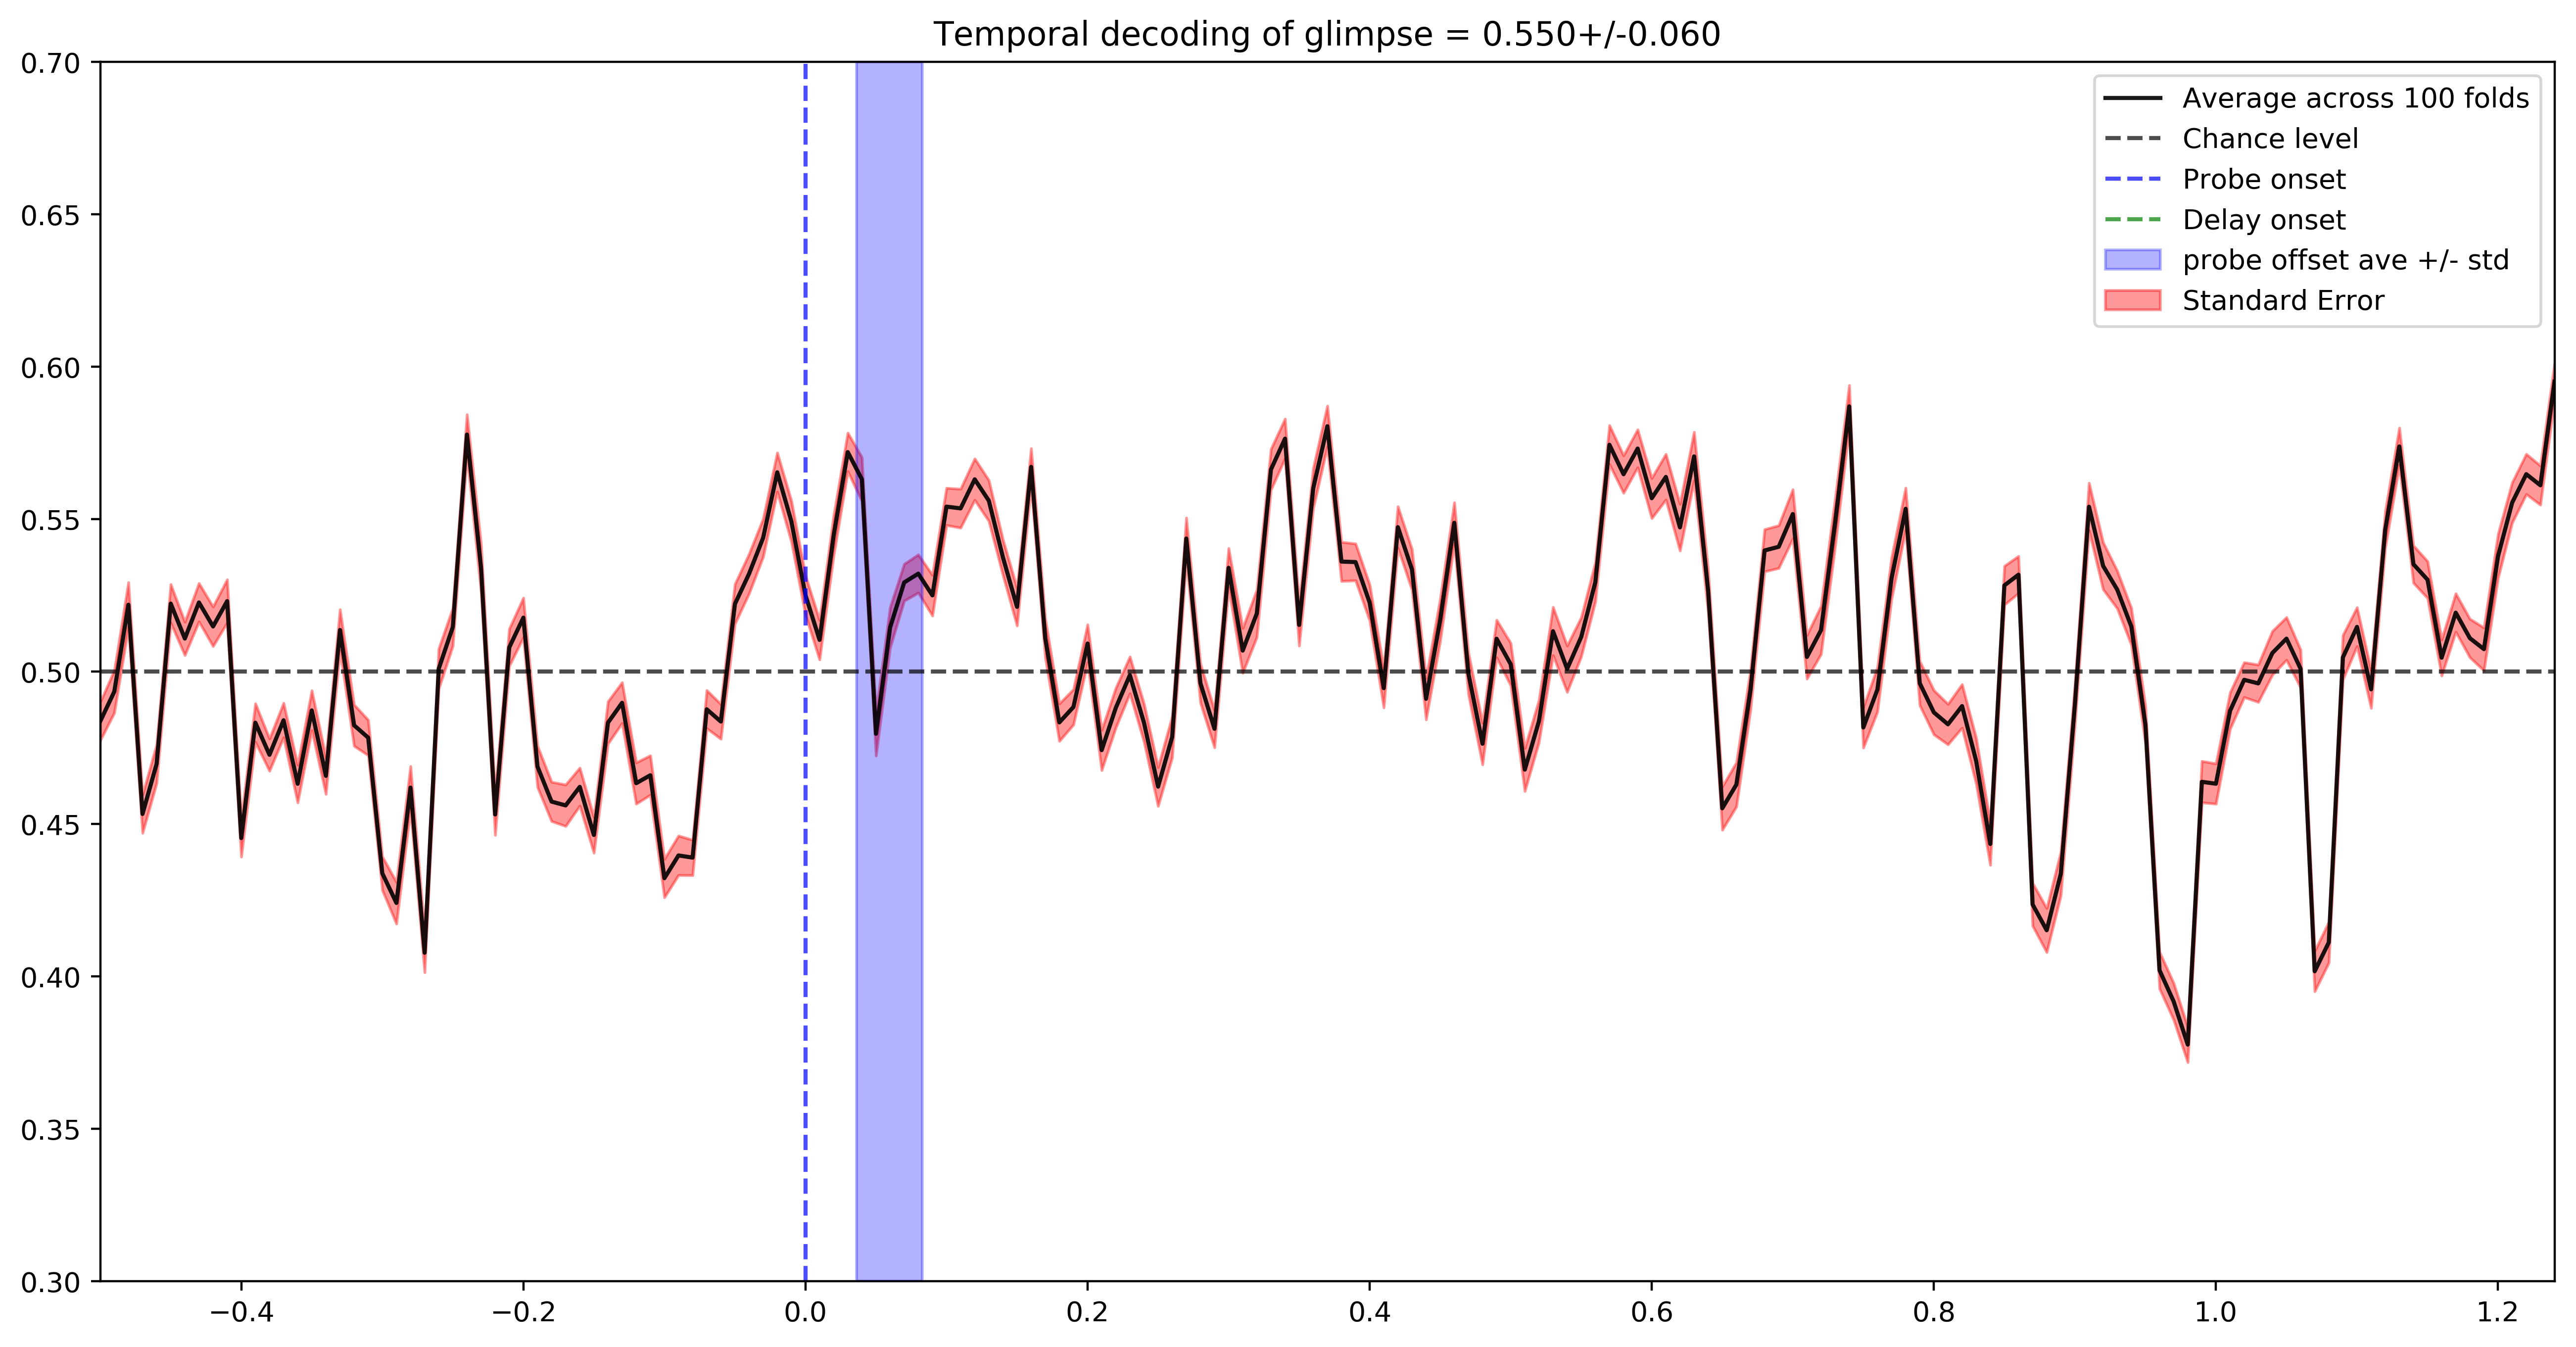 Temporal decoding of glimpse = 0.550+/-0.060
0.70
0.65
0.60
0.55
0.50
0.45
0.40
0.35
0.30
Average across 100 folds
Chance level
Probe onset
Delay onset
probe offset ave +/- std
Standard Error
−0.4 −0.2 0.0 0.2 0.4 0.6 0.8 1.0 1.2